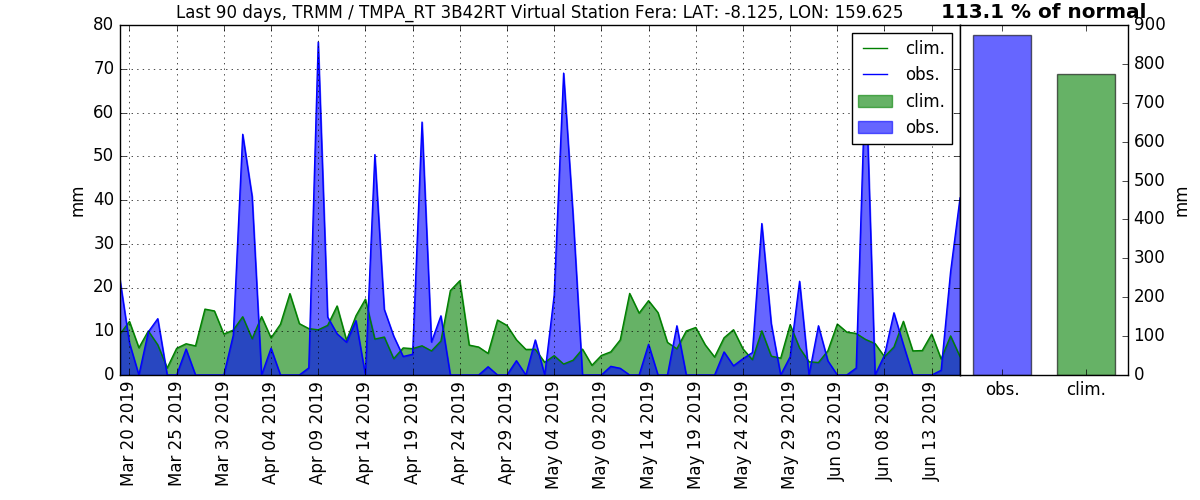 Last 90 days, TRMM / TMPA_RT 3B42RT Virtual Station Fera: LAT: -8.125, LON: 159.625
113.1 % of normal
80
70
60
50
40
30
20
10
0
mm
clim.
obs.
clim.
obs.
900
800
700
600
500
400
300
200
100
0
mm
Mar 20 2019
Mar 25 2019
Mar 30 2019
Apr 04 2019
Apr 09 2019
Apr 14 2019
Apr 19 2019
Apr 24 2019
Apr 29 2019
May 04 2019
May 09 2019
May 14 2019
May 19 2019
May 24 2019
May 29 2019
Jun 03 2019
Jun 08 2019
Jun 13 2019
obs.
clim.